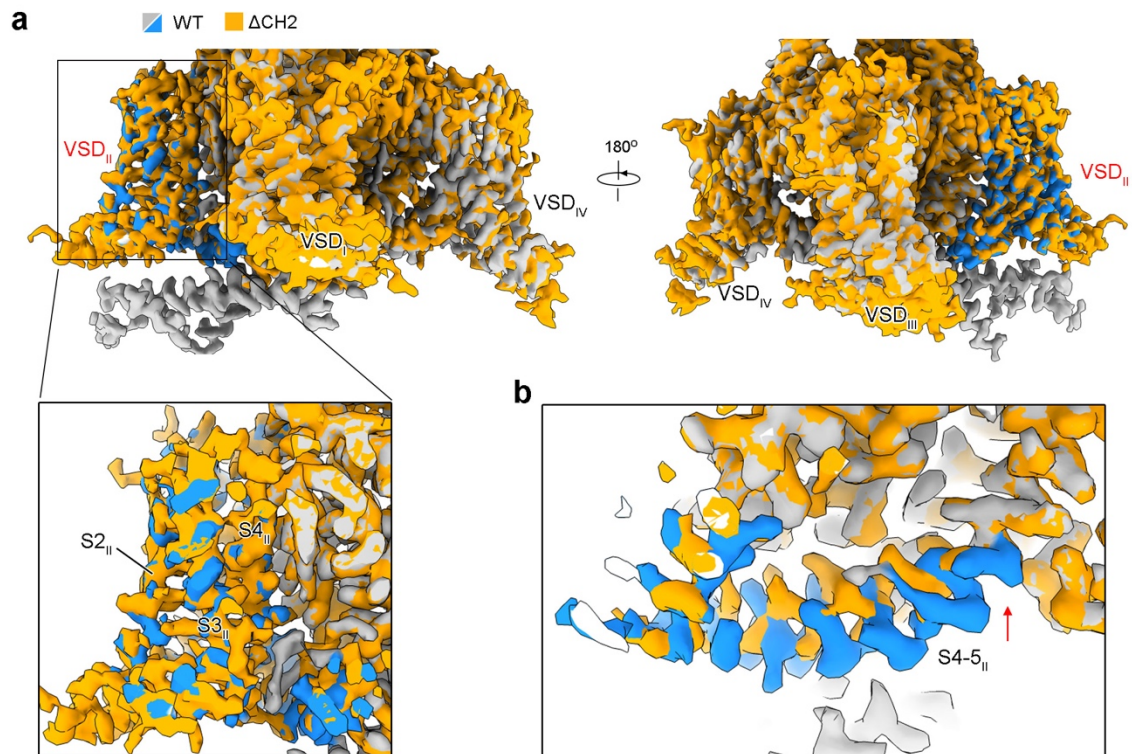 a
WT ΔCH2
VSD_II
VSD_I
VSD_IV
180°
VSD_II
VSD_IV
VSD_III
b
S2_II
S4_II
S3_II
S4-5_II